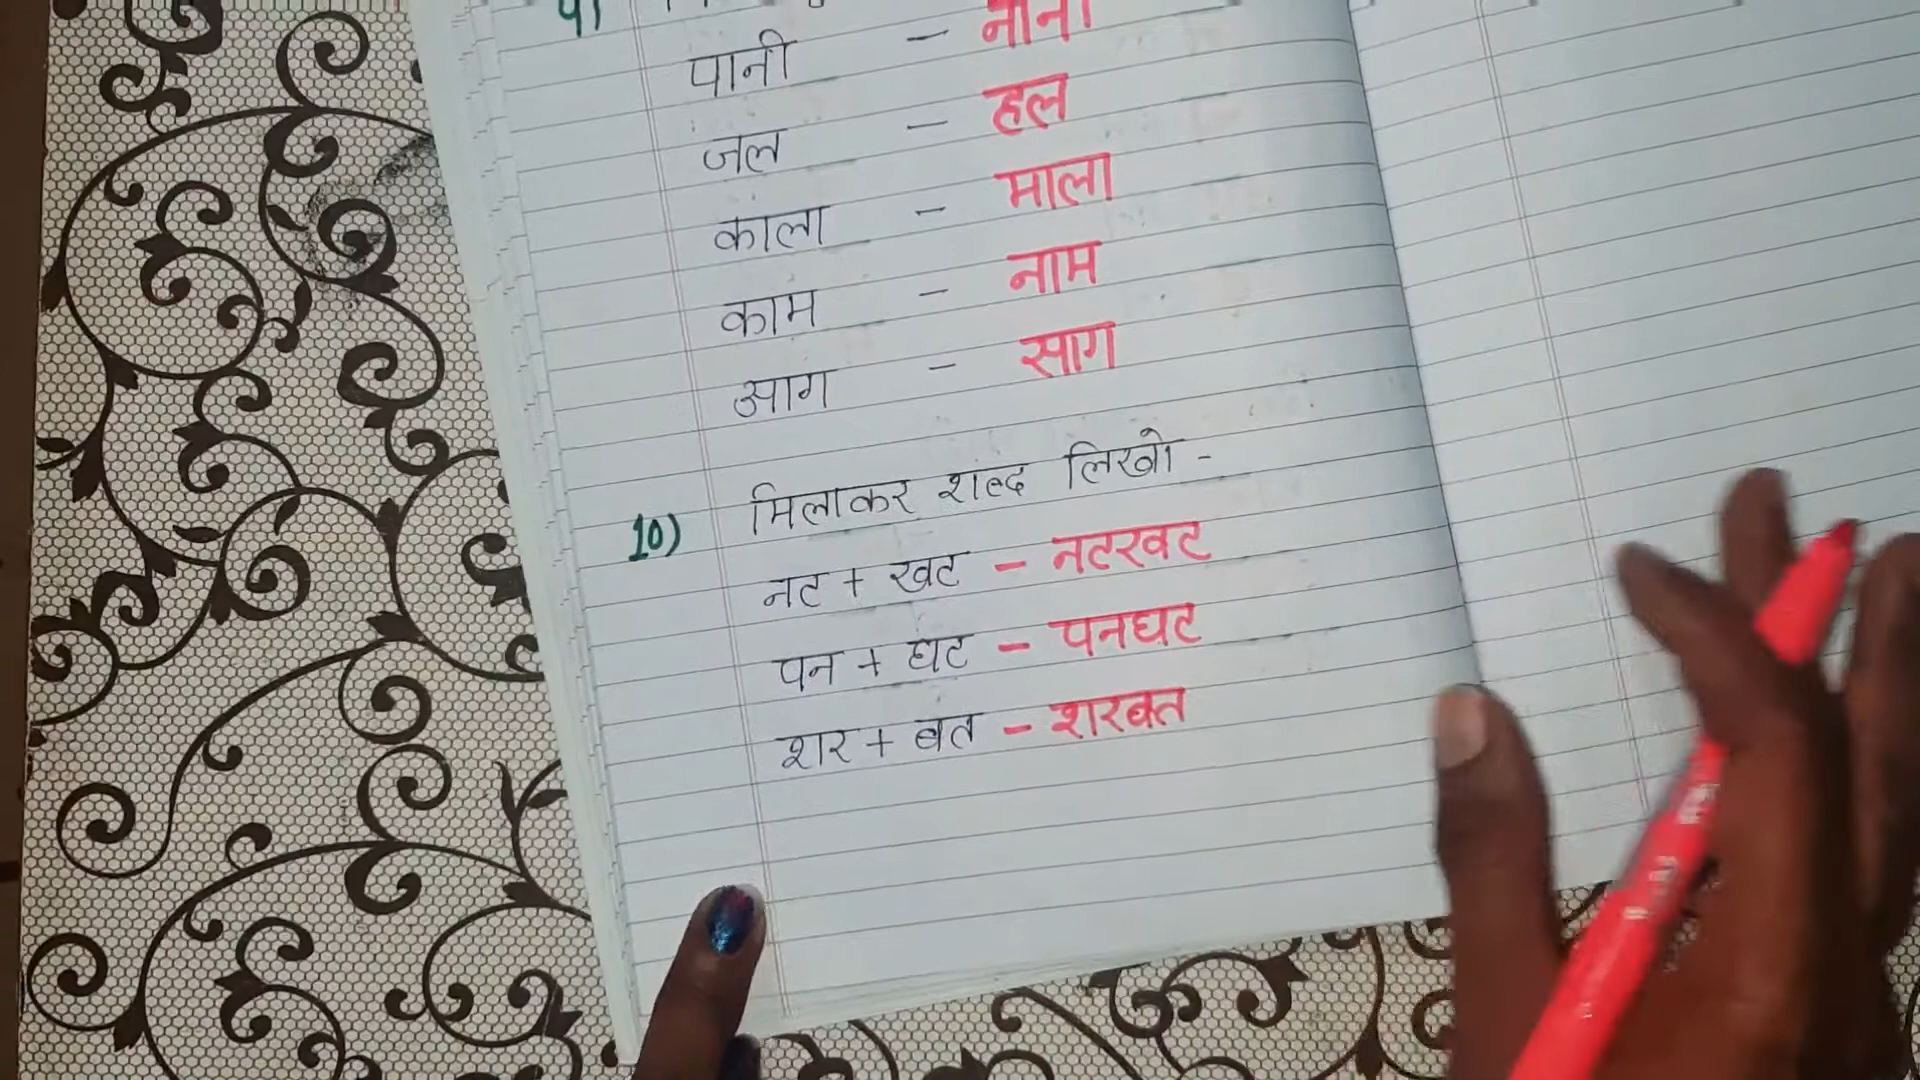 पानी - नानी
जल - हल
काला - माला
काम - नाम
आग - साग
10) मिलाकर शब्द लिखो -
नट + खट - नटखट
पन + घट - पनघट
शर + बत - शरबत